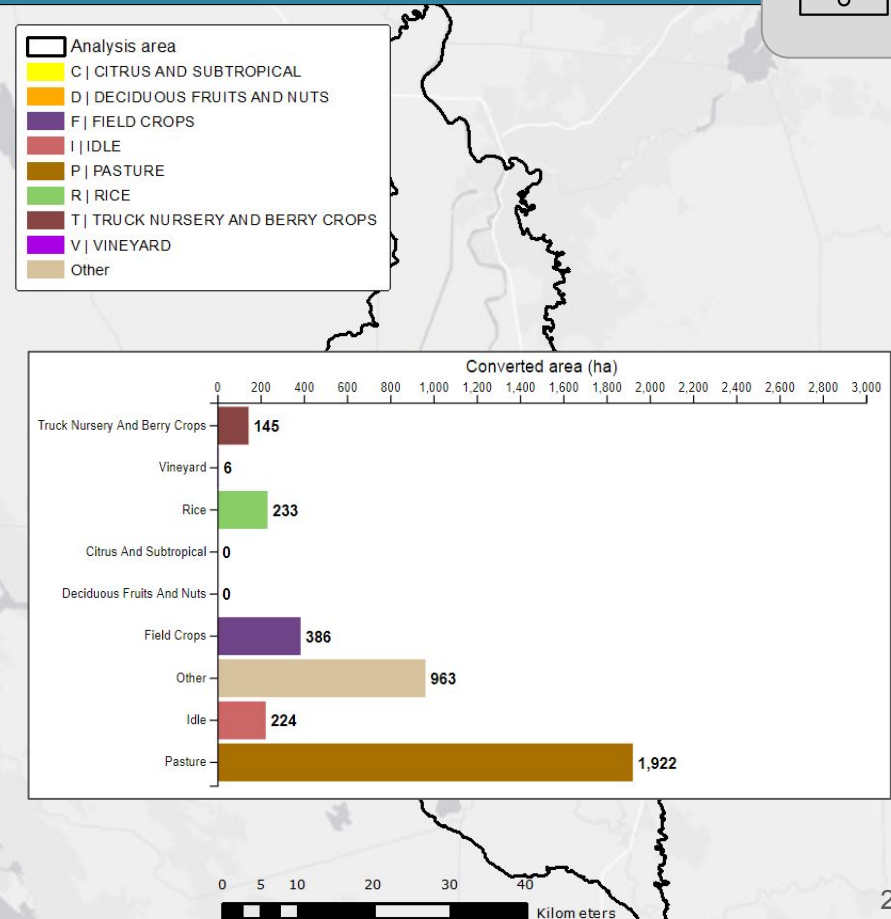 Analysis area
C | CITRUS AND SUBTROPICAL
D | DECIDUOUS FRUITS AND NUTS
F | FIELD CROPS
I | IDLE
P | PASTURE
R | RICE
T | TRUCK NURSERY AND BERRY CROPS
V | VINEYARD
Other
Converted area (ha)
0 200 400 600 800 1,000 1,200 1,400 1,600 1,800 2,000 2,200 2,400 2,600 2,800 3,000
Truck Nursery And Berry Crops 145
Vineyard 6
Rice 233
Citrus And Subtropical 0
Deciduous Fruits And Nuts 0
Field Crops 386
Other 963
Idle 224
Pasture 1,922
0 5 10 20 30 40
Kilometers
2